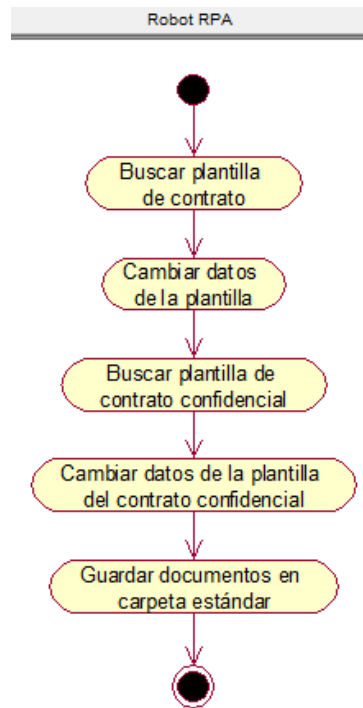 Robot RPA
Buscar plantilla
de contrato
Cambiar datos
de la plantilla
Buscar plantilla de
contrato confidencial
Cambiar datos de la plantilla
del contrato confidencial
Guardar documentos en
carpeta estándar